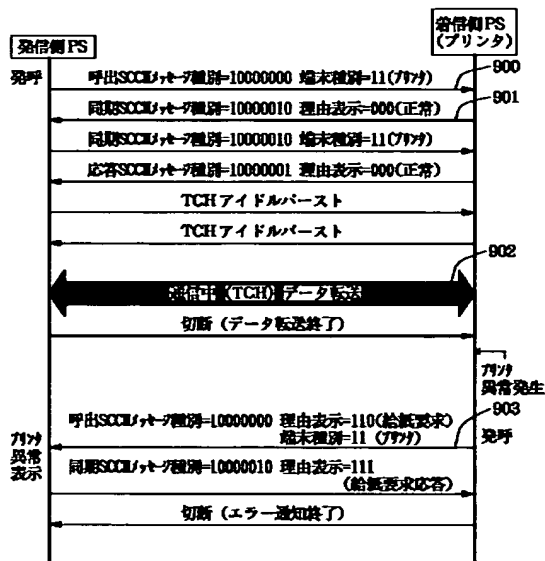 発信側PS
着信側PS
(プリンタ)
発呼
呼出SCCHメッセージ種別=10000000 端末種別=11(プリンタ)
900
同期SCCHメッセージ種別=10000010 理由表示=000(正常)
901
同期SCCHメッセージ種別=10000010 端末種別=11(プリンタ)
応答SCCHメッセージ種別=10000001 理由表示=000(正常)
TCHアイドルバースト
TCHアイドルバースト
902
通信中 (TCH) データ転送
切断 (データ転送終了)
プリンタ
異常発生
903
呼出SCCHメッセージ種別=10000000 理由表示=110(給紙要求)
端末種別=11 (プリンタ)
発呼
プリンタ
異常
表示
同期SCCHメッセージ種別=10000010 理由表示=111
(給紙要求応答)
切断 (エラー通知終了)